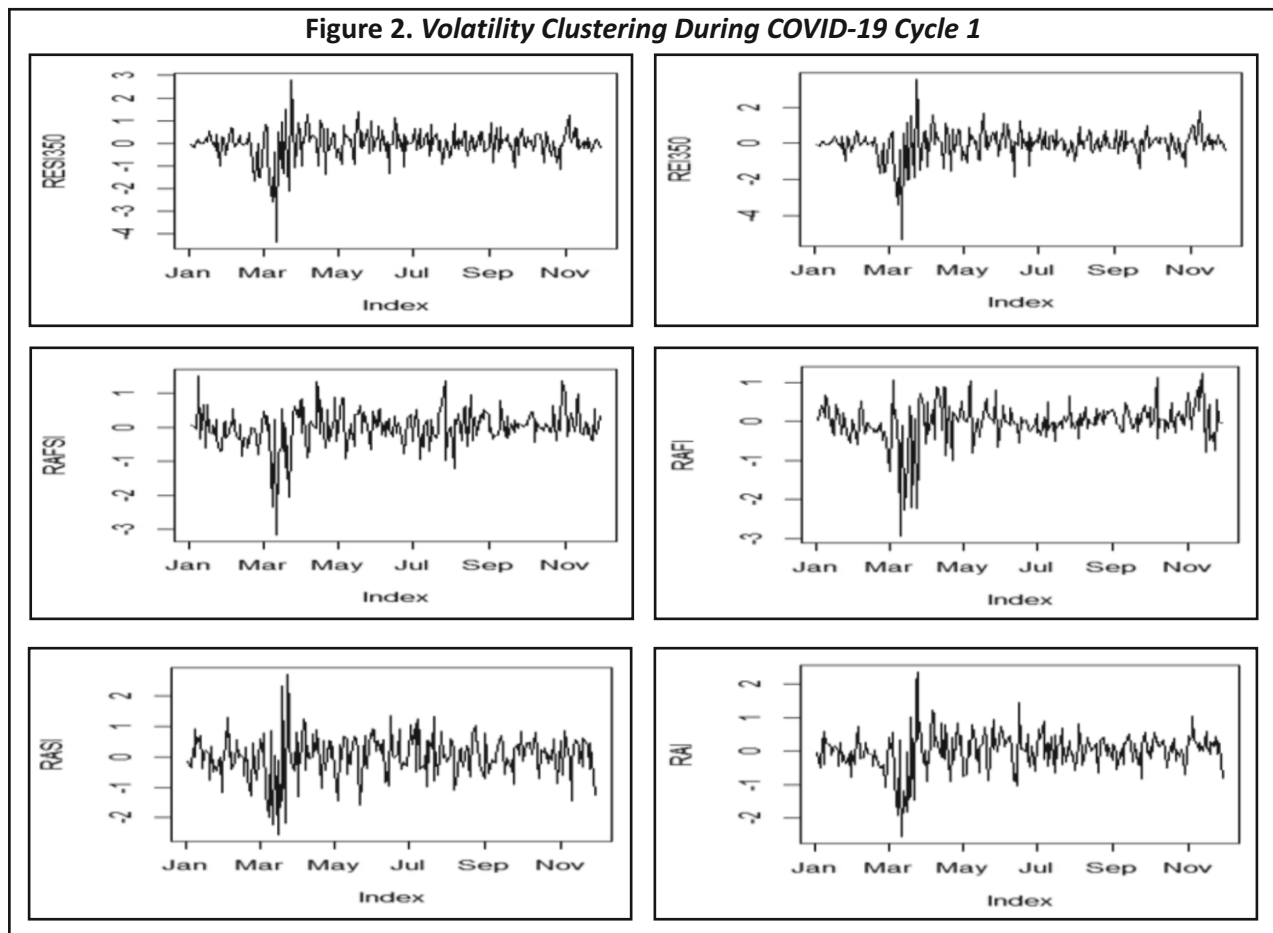 Figure 2. Volatility Clustering During COVID-19 Cycle 1
RESI350
3
2
1
0
-1
-2
-3
-4
Jan Mar May Jul Sep Nov
Index
REI350
2
0
-2
-4
Jan Mar May Jul Sep Nov
Index
RAFSI
1
0
-1
-2
-3
Jan Mar May Jul Sep Nov
Index
RAFI
1
0
-1
-2
-3
Jan Mar May Jul Sep Nov
Index
RASI
2
1
0
-1
-2
Jan Mar May Jul Sep Nov
Index
RAI
2
1
0
-1
-2
Jan Mar May Jul Sep Nov
Index